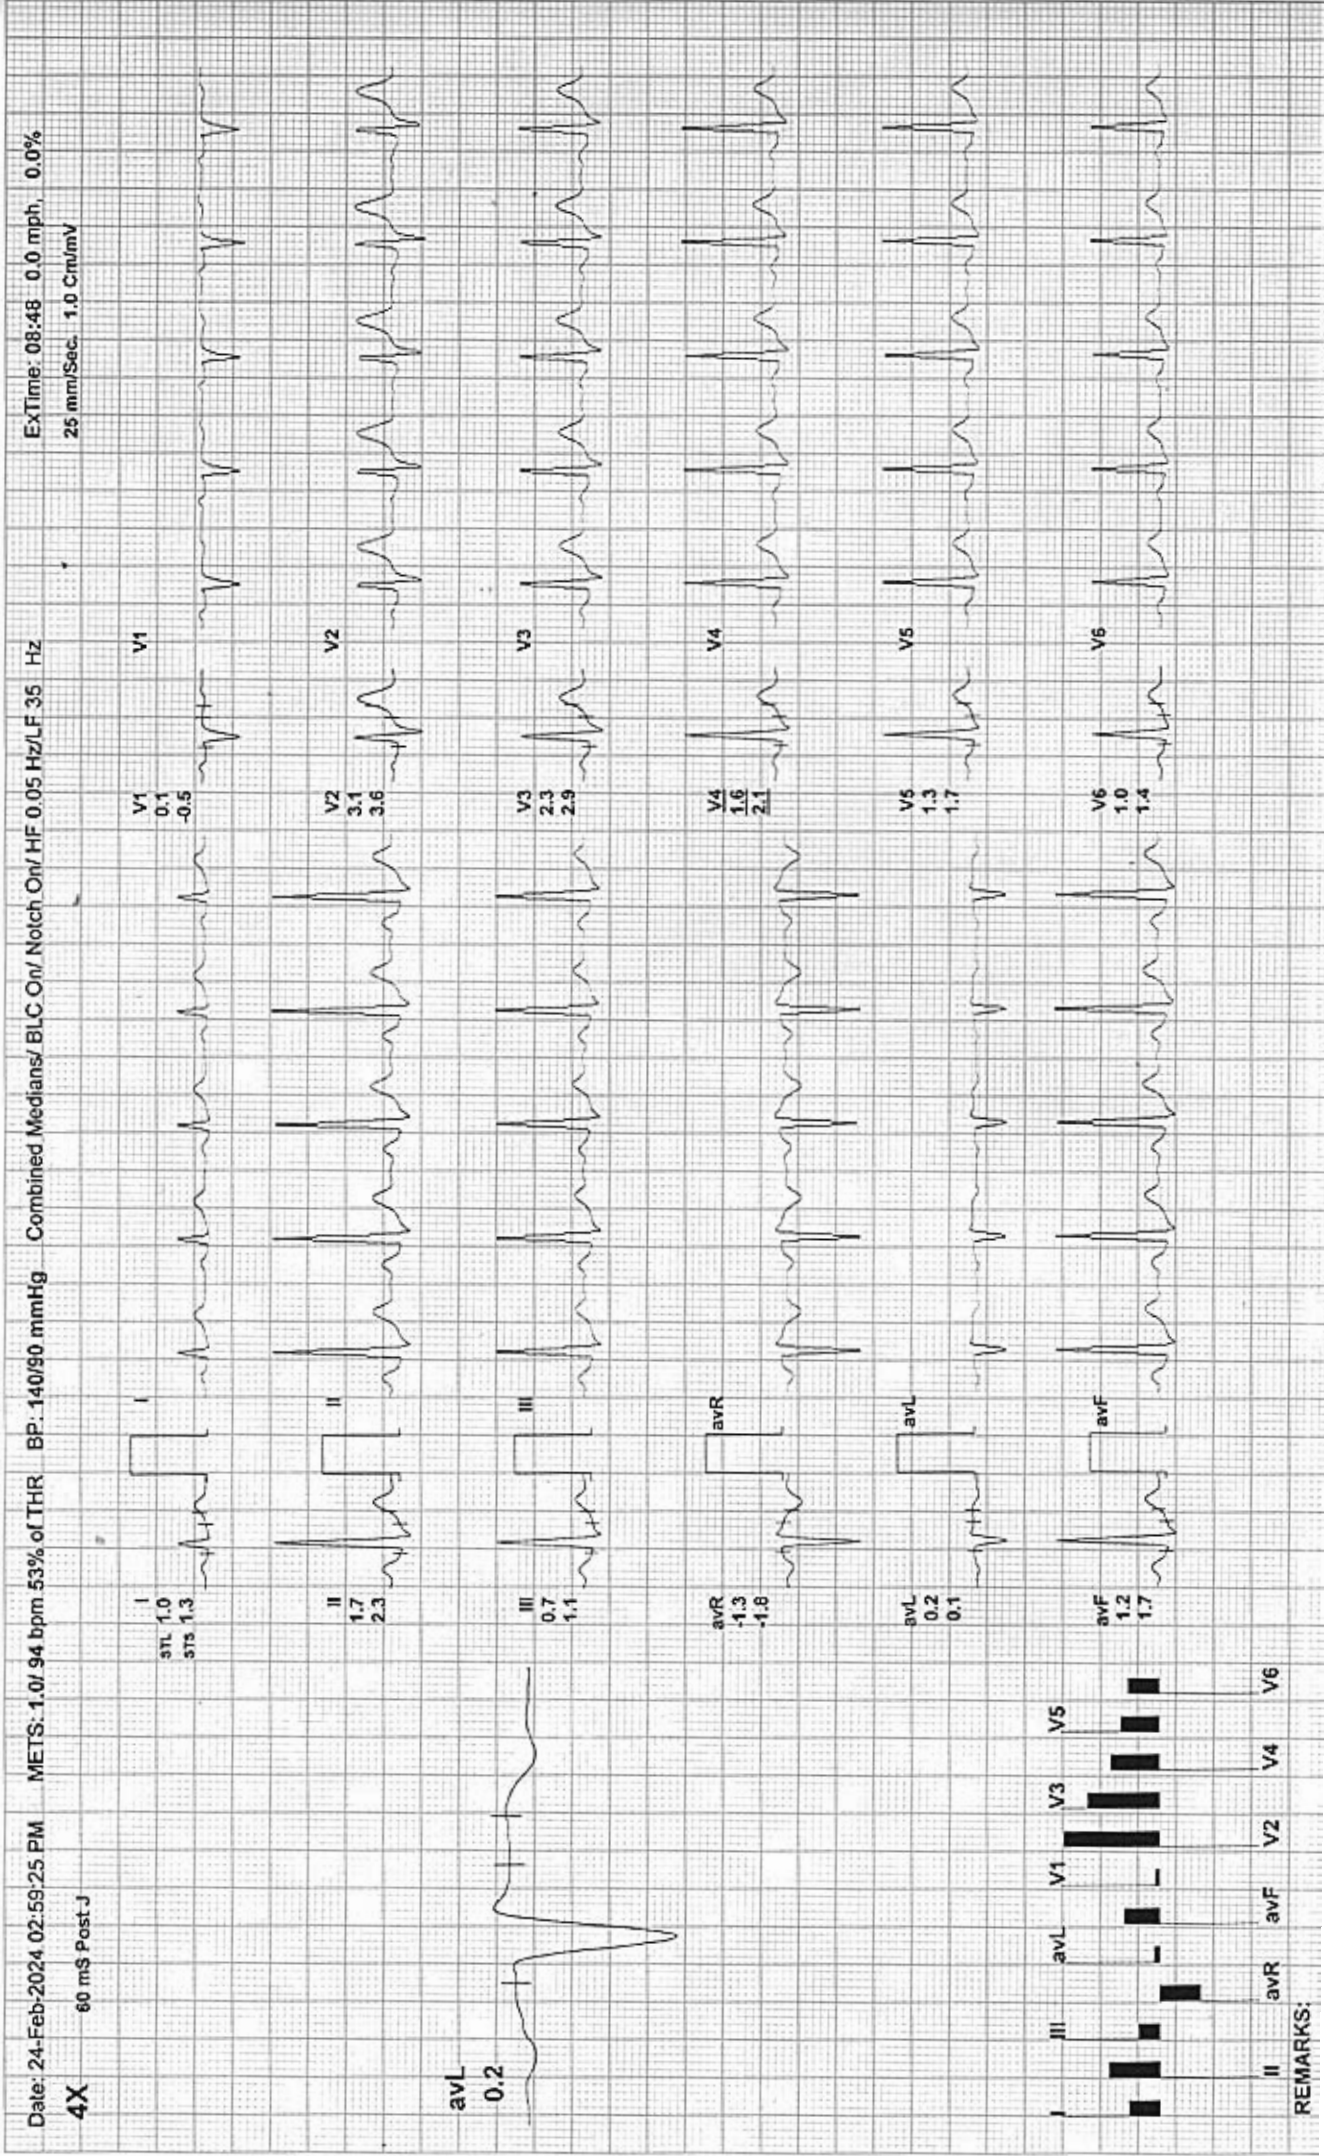 Date: 24-Feb-2024 02:59:25 PM METS: 1.0/ 94 bpm 53% of THR BP: 140/90 mmHg Combined Medians/ BLC On/ Notch On/ HF 0.05 Hz/LF 35 Hz ExTime: 08:48 0.0 mph, 0.0%
4X 60 mS Post J 25 mm/Sec. 1.0 Cm/mV
I
STL 1.0
STS 1.3
I
V1
0.1
-0.5
V1
II
1.7
2.3
II
V2
3.1
3.6
V2
avL
0.2
III
0.7
1.1
III
V3
2.3
2.9
V3
avR
-1.3
-1.8
avR
V4
1.6
2.1
V4
avL
0.2
0.1
avL
V5
1.3
1.7
V5
avF
1.2
1.7
avF
V6
1.0
1.4
V6
I III avL V1 V3 V5
II avR avF V2 V4 V6
REMARKS: